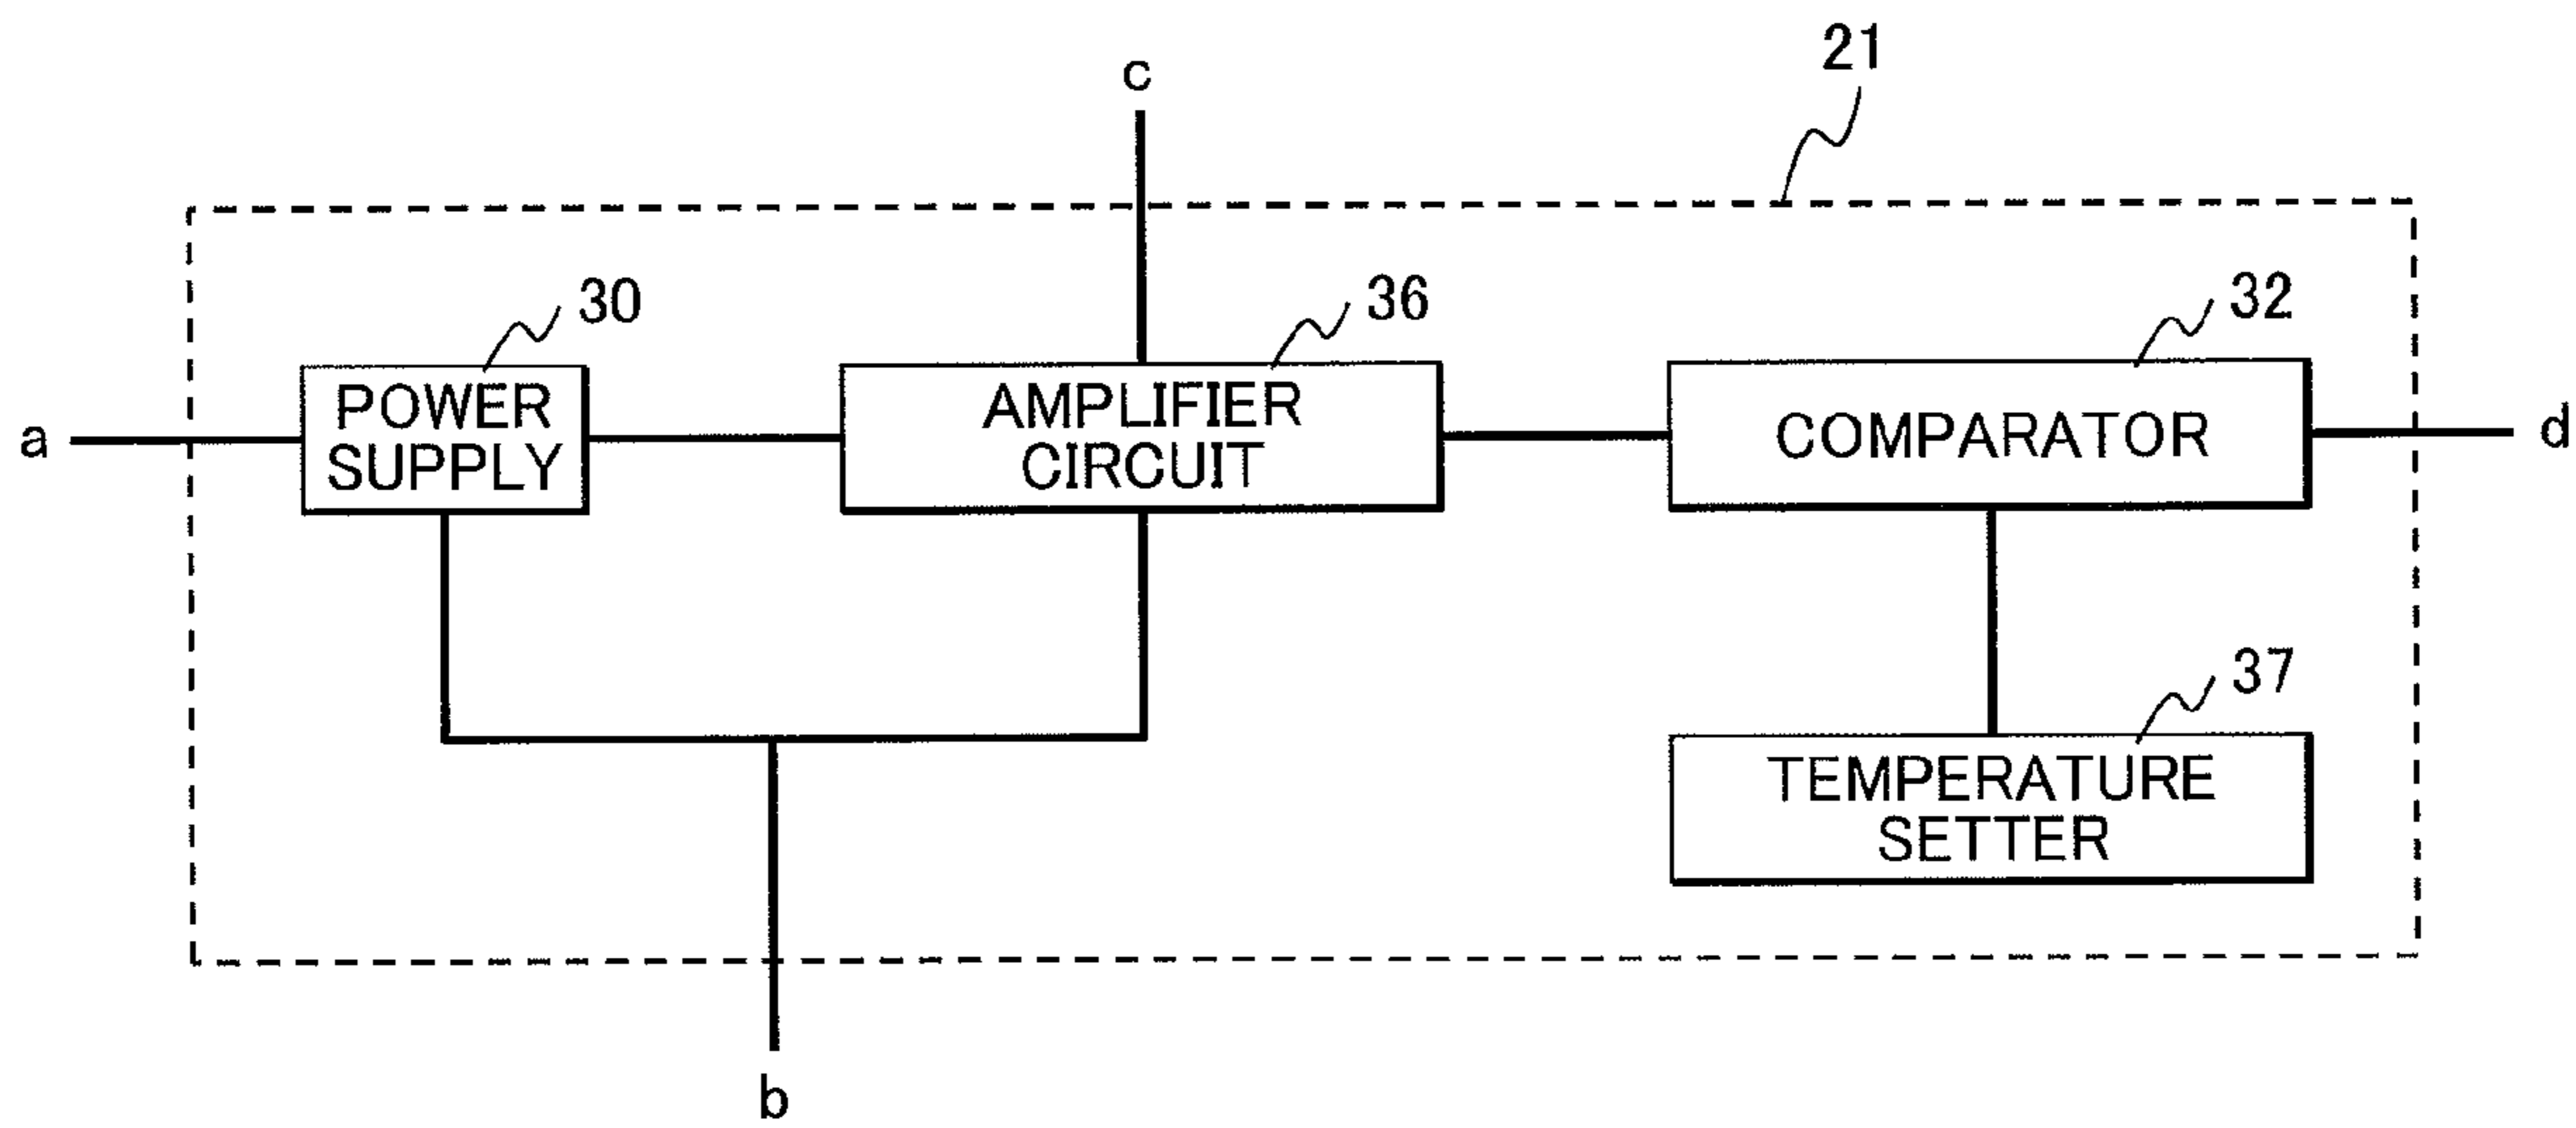 21
c
30
36
32
POWER
SUPPLY
AMPLIFIER
CIRCUIT
COMPARATOR
a
d
37
TEMPERATURE
SETTER
b